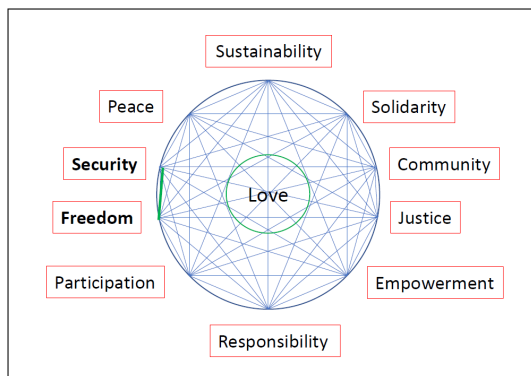 Sustainability
Peace
Solidarity
Security
Community
Love
Freedom
Justice
Participation
Empowerment
Responsibility